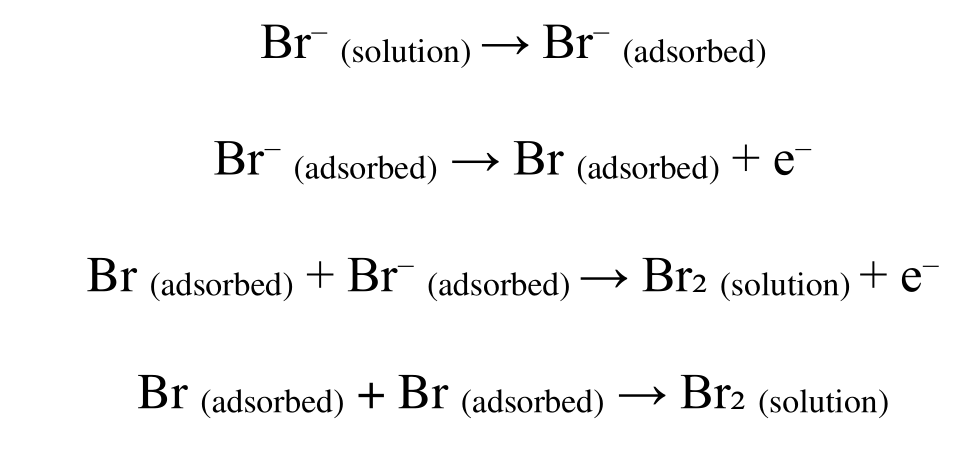 Br⁻ (solution) → Br⁻ (adsorbed)
Br⁻ (adsorbed) → Br (adsorbed) + e⁻
Br (adsorbed) + Br⁻ (adsorbed) → Br₂ (solution) + e⁻
Br (adsorbed) + Br (adsorbed) → Br₂ (solution)